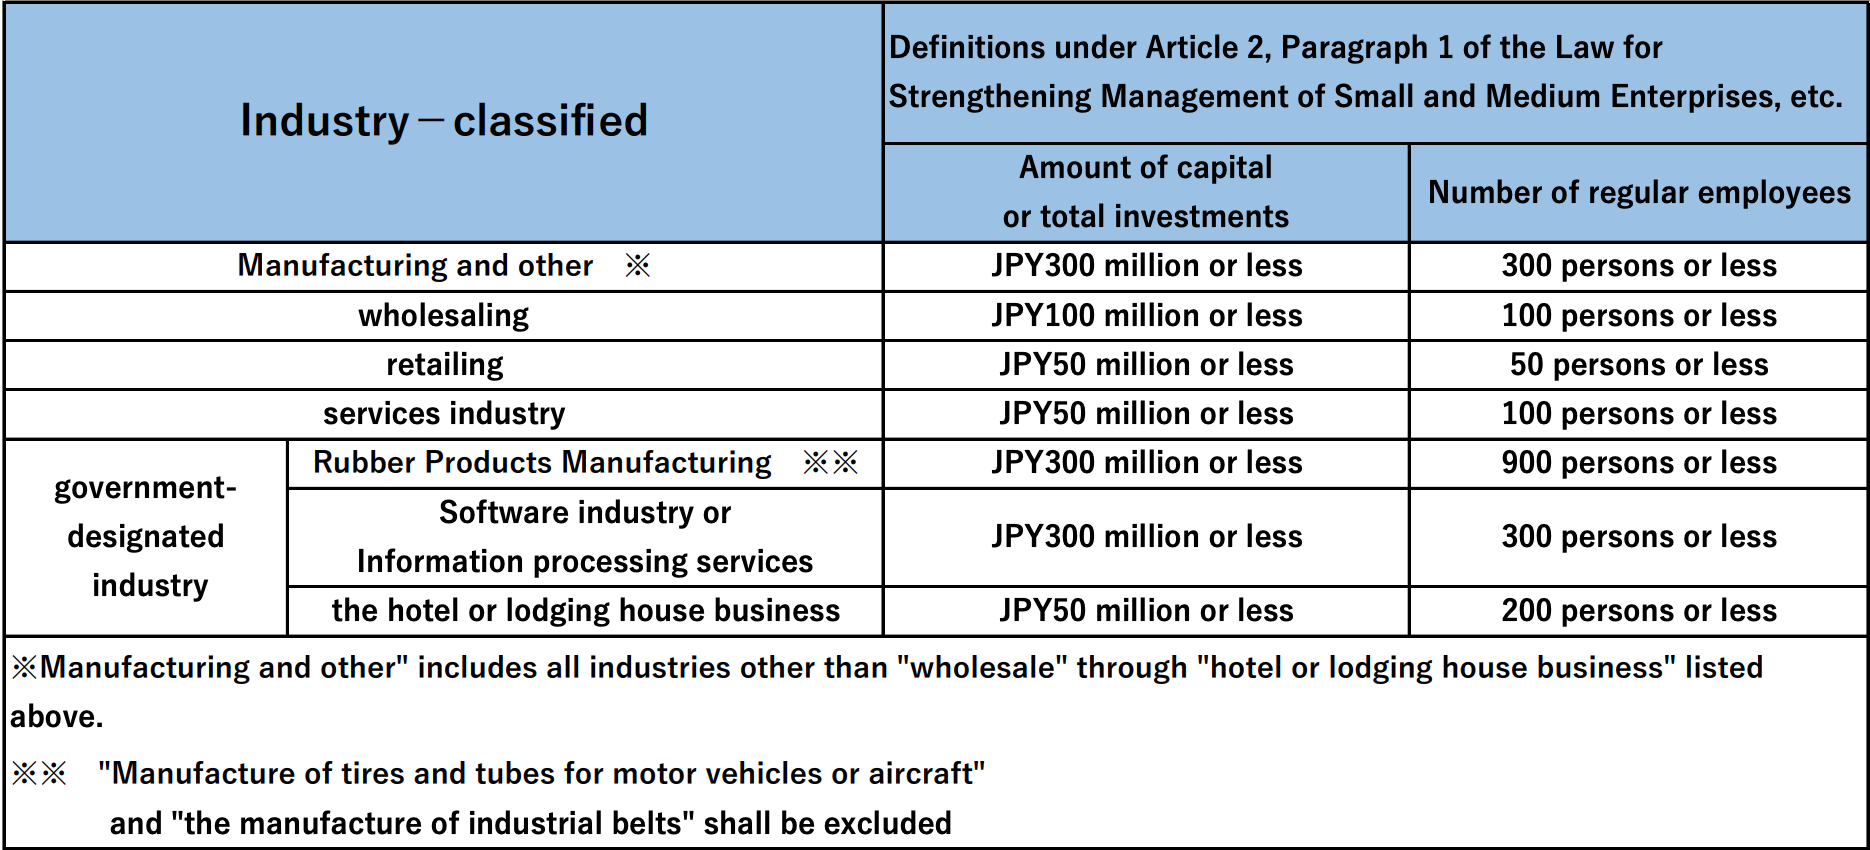 Industry－classified
Definitions under Article 2, Paragraph 1 of the Law for
Strengthening Management of Small and Medium Enterprises, etc.
Amount of capital
or total investments
Number of regular employees
Manufacturing and other　※
JPY300 million or less
300 persons or less
wholesaling
JPY100 million or less
100 persons or less
retailing
JPY50 million or less
50 persons or less
services industry
JPY50 million or less
100 persons or less
government-
designated
industry
Rubber Products Manufacturing　※※
JPY300 million or less
900 persons or less
Software industry or
Information processing services
JPY300 million or less
300 persons or less
the hotel or lodging house business
JPY50 million or less
200 persons or less
※Manufacturing and other" includes all industries other than "wholesale" through "hotel or lodging house business" listed
above.
※※　"Manufacture of tires and tubes for motor vehicles or aircraft"
and "the manufacture of industrial belts" shall be excluded